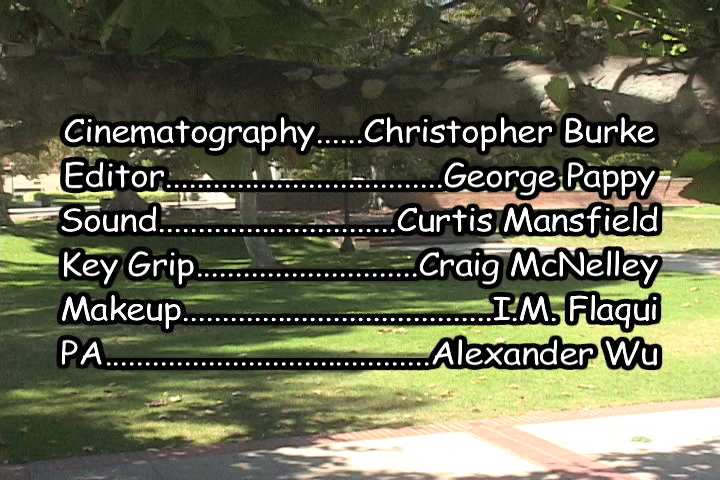 Cinematography......Christopher Burke
Editor...................................George Pappy
Sound..............................Curtis Mansfield
Key Grip............................Craig McNelley
Makeup.......................................I.M. Flaqui
PA.........................................Alexander Wu